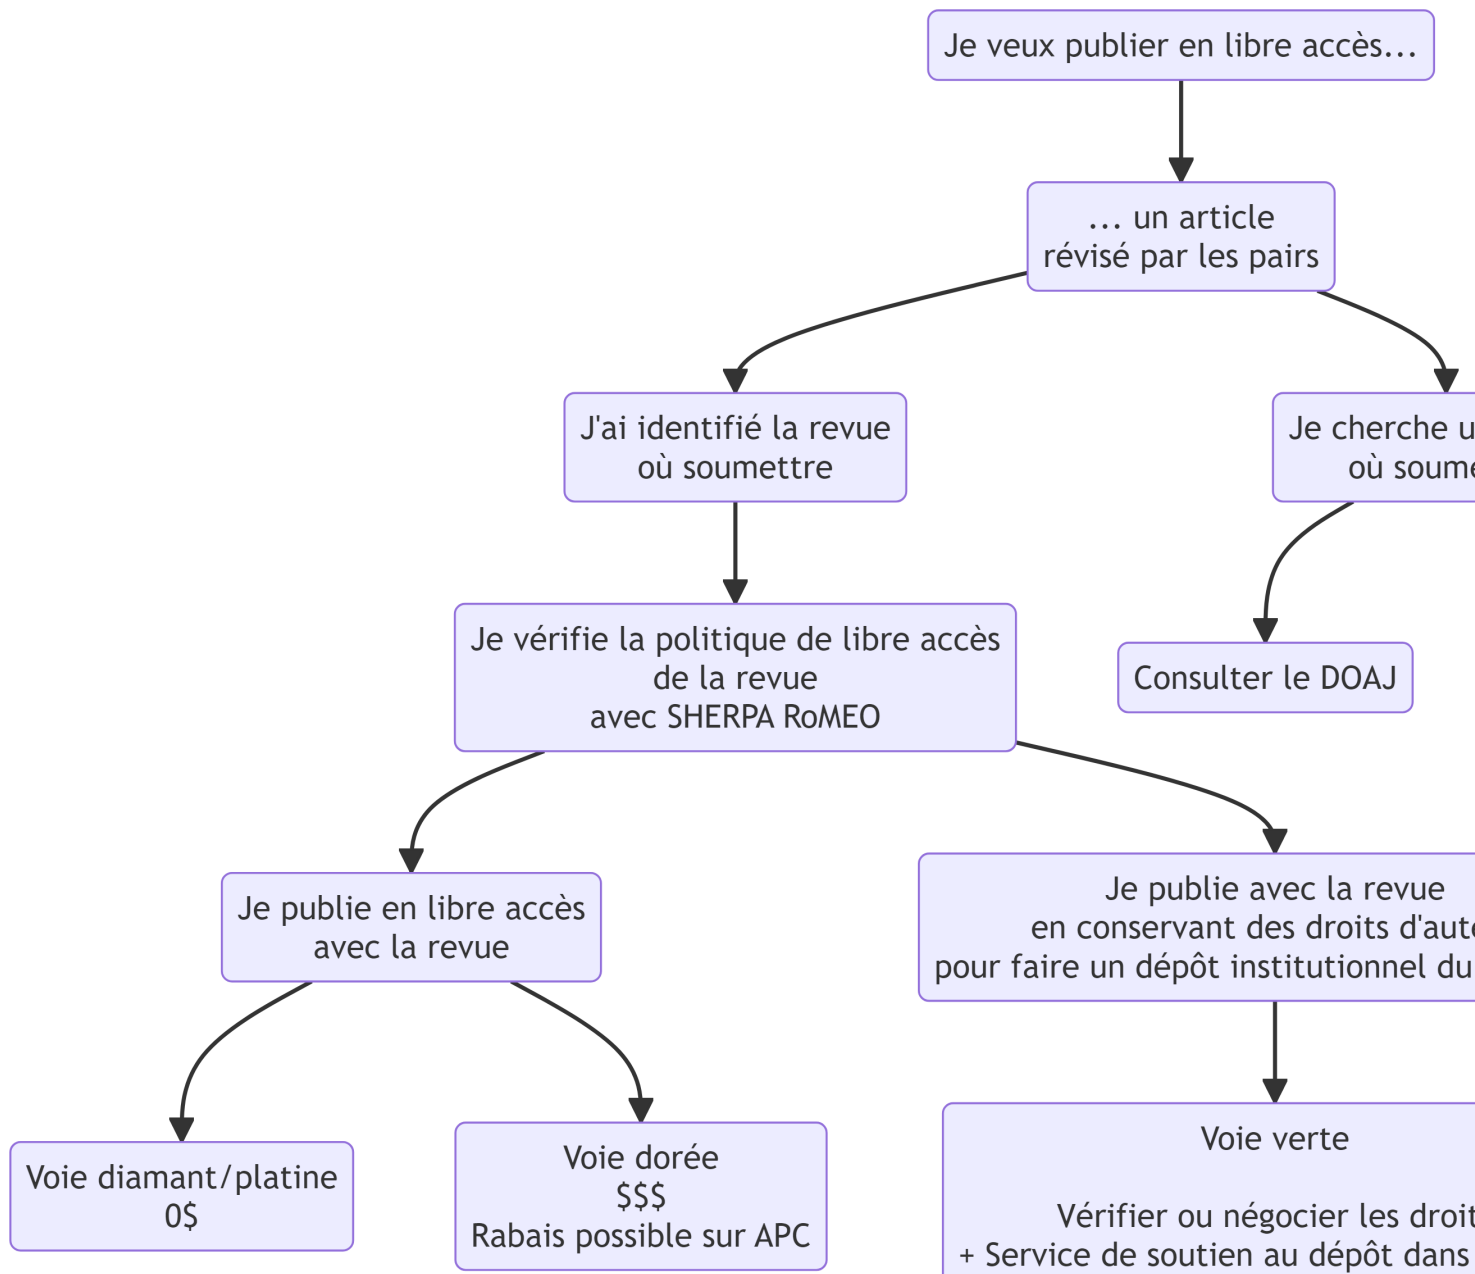 Je veux publier en libre accès...
... un article
révisé par les pairs
J'ai identifié la revue
où soumettre
Je cherche
où
Je vérifie la politique de libre accès
de la revue
avec SHERPA RoMEO
Consulter le DOAJ
Je publie en libre accès
avec la revue
Je publie avec la revue
en conservant des droits
pour faire un dépôt institutionnel du
Voie diamant/platine
0$
Voie dorée
$$$
Rabais possible sur APC
Voie verte
Vérifier ou négocier les
+ Service de soutien au dépôt dans